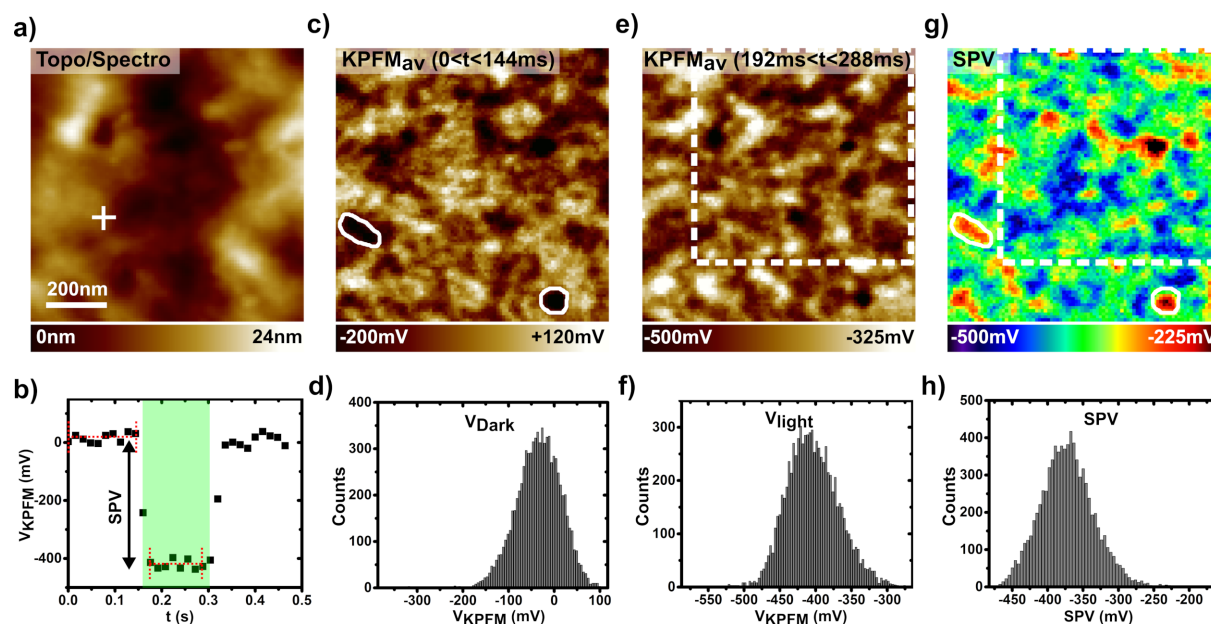 a)
Topo/Spectro
200nm
0nm 24nm
c)
KPFMav (0<t<144ms)
-200mV +120mV
e)
KPFMav (192ms<t<288ms)
-500mV -325mV
g)
SPV
-500mV -225mV
b)
VKPFM (mV)
0
-200
-400
SPV
0.0 0.1 0.2 0.3 0.4 0.5
t (s)
d)
VDark
Counts
400
300
200
100
0
-300 -200 -100 0 100
VKPFM (mV)
f)
Vlight
Counts
300
200
100
0
-550 -500 -450 -400 -350 -300
VKPFM (mV)
h)
SPV
Counts
500
400
300
200
100
0
-450 -400 -350 -300 -250 -200
SPV (mV)